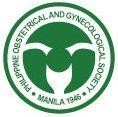 PHILIPPINE OBSTETRICAL AND GYNECOLOGICAL SOCIETY
• MANILA 1946 •